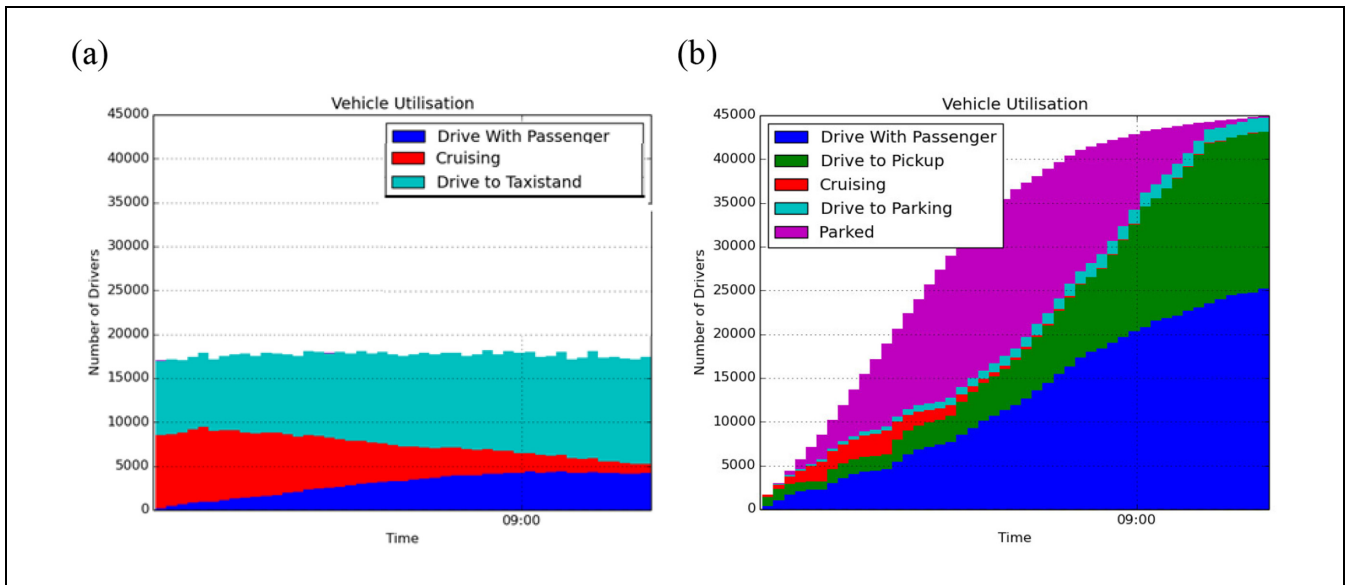 (a)
Vehicle Utilisation
45000
40000
35000
30000
25000
20000
15000
10000
5000
0
Number of Drivers
Drive With Passenger
Cruising
Drive to Taxistand
09:00
Time
(b)
Vehicle Utilisation
45000
40000
35000
30000
25000
20000
15000
10000
5000
0
Number of Drivers
Drive With Passenger
Drive to Pickup
Cruising
Drive to Parking
Parked
09:00
Time